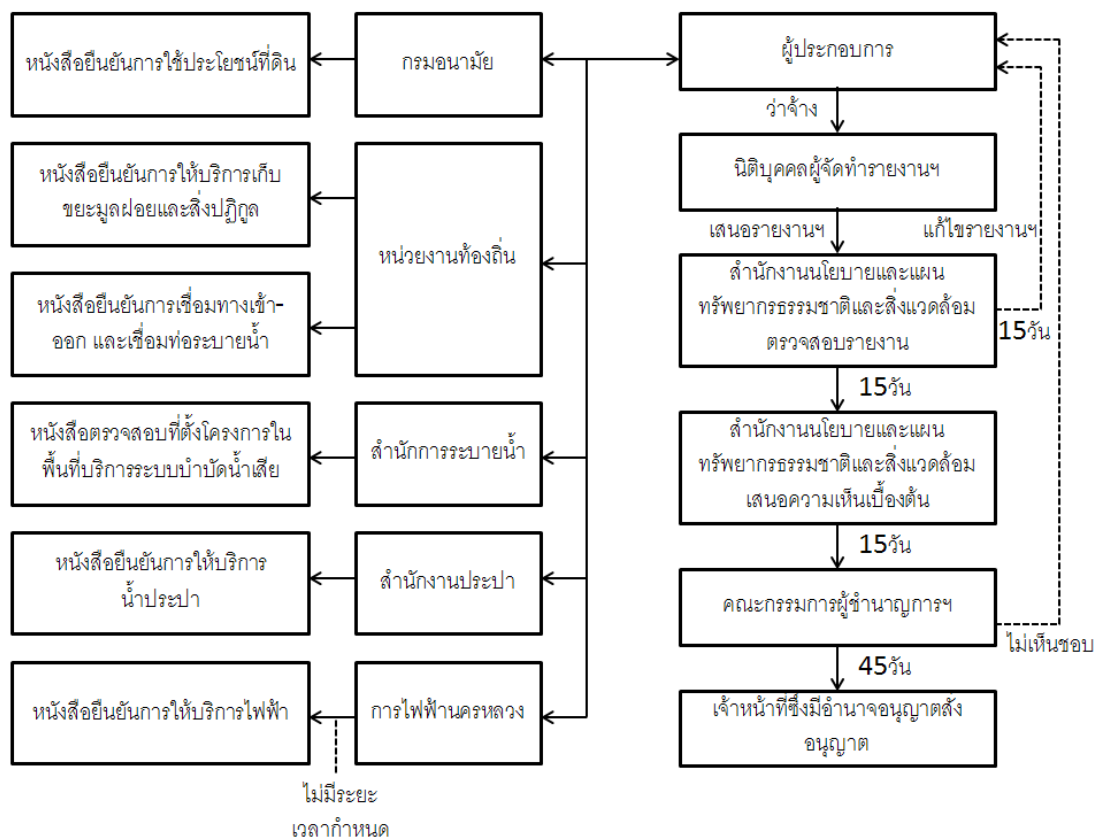 หนังสือยืนยันการใช้ประโยชน์ที่ดิน
กรมอนามัย
ผู้ประกอบการ
ว่าจ้าง
หนังสือยืนยันการให้บริการเก็บ
ขยะมูลฝอยและสิ่งปฏิกูล
นิติบุคคลผู้จัดทำรายงานฯ
หน่วยงานท้องถิ่น
เสนอรายงานฯ
แก้ไขรายงานฯ
หนังสือยืนยันการเชื่อมทางเข้า-
ออก และเชื่อมท่อระบายน้ำ
สำนักงานนโยบายและแผน
ทรัพยากรธรรมชาติและสิ่งแวดล้อม
ตรวจสอบรายงาน
15วัน
15วัน
หนังสือตรวจสอบที่ตั้งโครงการใน
พื้นที่บริการระบบบำบัดน้ำเสีย
สำนักการระบายน้ำ
สำนักงานนโยบายและแผน
ทรัพยากรธรรมชาติและสิ่งแวดล้อม
เสนอความเห็นเบื้องต้น
15วัน
หนังสือยืนยันการให้บริการ
น้ำประปา
สำนักงานประปา
คณะกรรมการผู้ชำนาญการฯ
ไม่เห็นชอบ
45วัน
หนังสือยืนยันการให้บริการไฟฟ้า
การไฟฟ้านครหลวง
เจ้าหน้าที่ซึ่งมีอำนาจอนุญาตสั่ง
อนุญาต
ไม่มีระยะ
เวลากำหนด